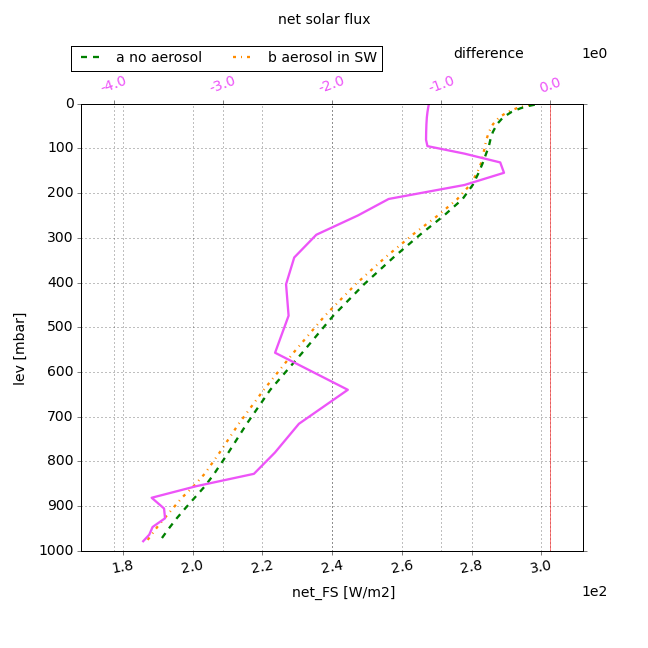 net solar flux
a no aerosol b aerosol in SW difference 1e0
-4.0 -3.0 -2.0 -1.0 0.0
0
100
200
300
400
500
600
700
800
900
1000
lev [mbar]
1.8 2.0 2.2 2.4 2.6 2.8 3.0
net_FS [W/m2] 1e2